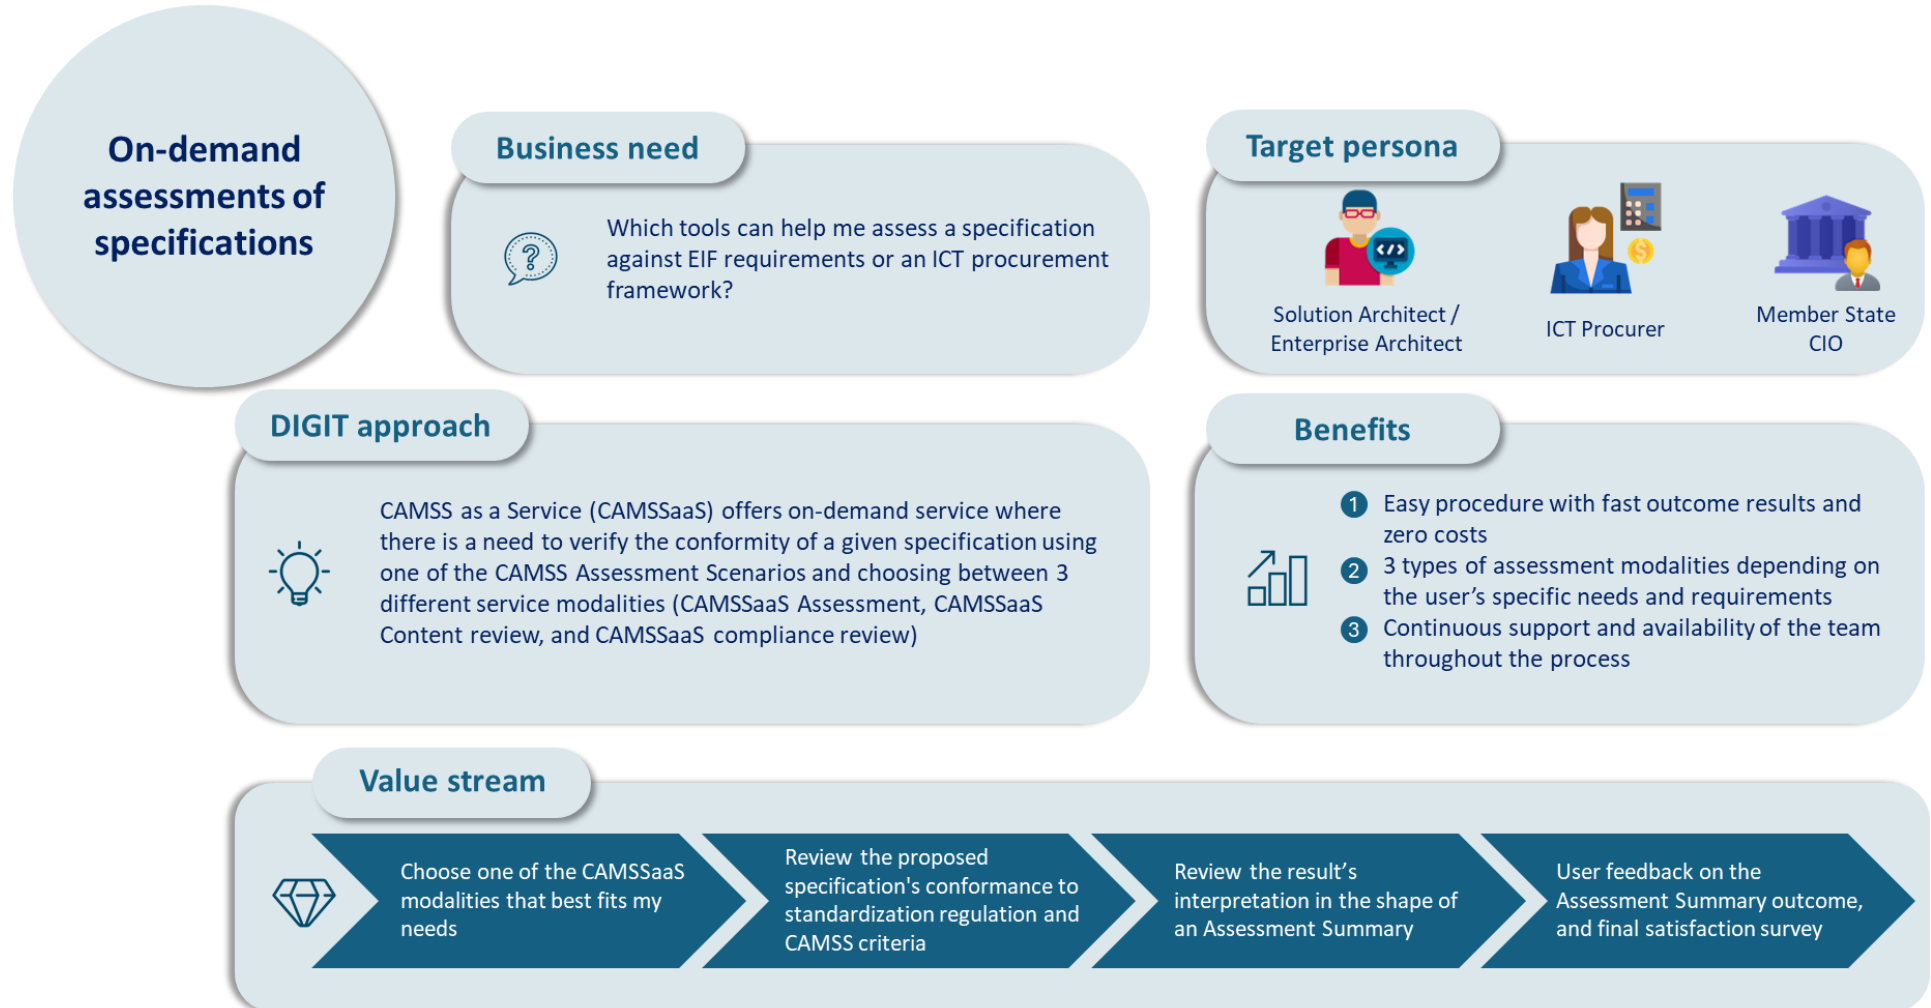 On-demand
assessments of
specifications
Business need
Which tools can help me assess a specification
against EIF requirements or an ICT procurement
framework?
Target persona
Solution Architect /
Enterprise Architect
ICT Procurer
Member State
CIO
DIGIT approach
CAMSS as a Service (CAMSSaaS) offers on-demand service where
there is a need to verify the conformity of a given specification using
one of the CAMSS Assessment Scenarios and choosing between 3
different service modalities (CAMSSaaS Assessment, CAMSSaaS
Content review, and CAMSSaaS compliance review)
Benefits
1 Easy procedure with fast outcome results and
zero costs
2 3 types of assessment modalities depending on
the user’s specific needs and requirements
3 Continuous support and availability of the team
throughout the process
Value stream
Choose one of the CAMSSaaS
modalities that best fits my
needs
Review the proposed
specification's conformance to
standardization regulation and
CAMSS criteria
Review the result’s
interpretation in the shape of
an Assessment Summary
User feedback on the
Assessment Summary outcome,
and final satisfaction survey